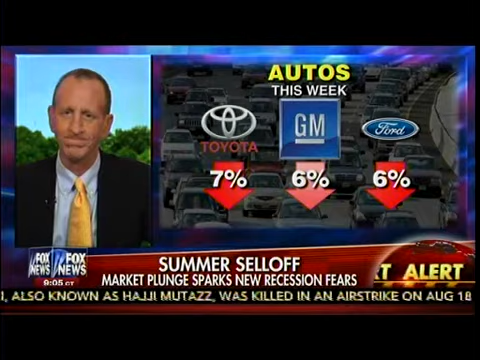 AUTOS
THIS WEEK
TOYOTA
GM
Ford
7%
6%
6%
FOX NEWS
FOX NEWS
9:05 CT
SUMMER SELLOFF
MARKET PLUNGE SPARKS NEW RECESSION FEARS
T ALERT
I, ALSO KNOWN AS HAJJI MUTAZZ, WAS KILLED IN AN AIRSTRIKE ON AUG 18